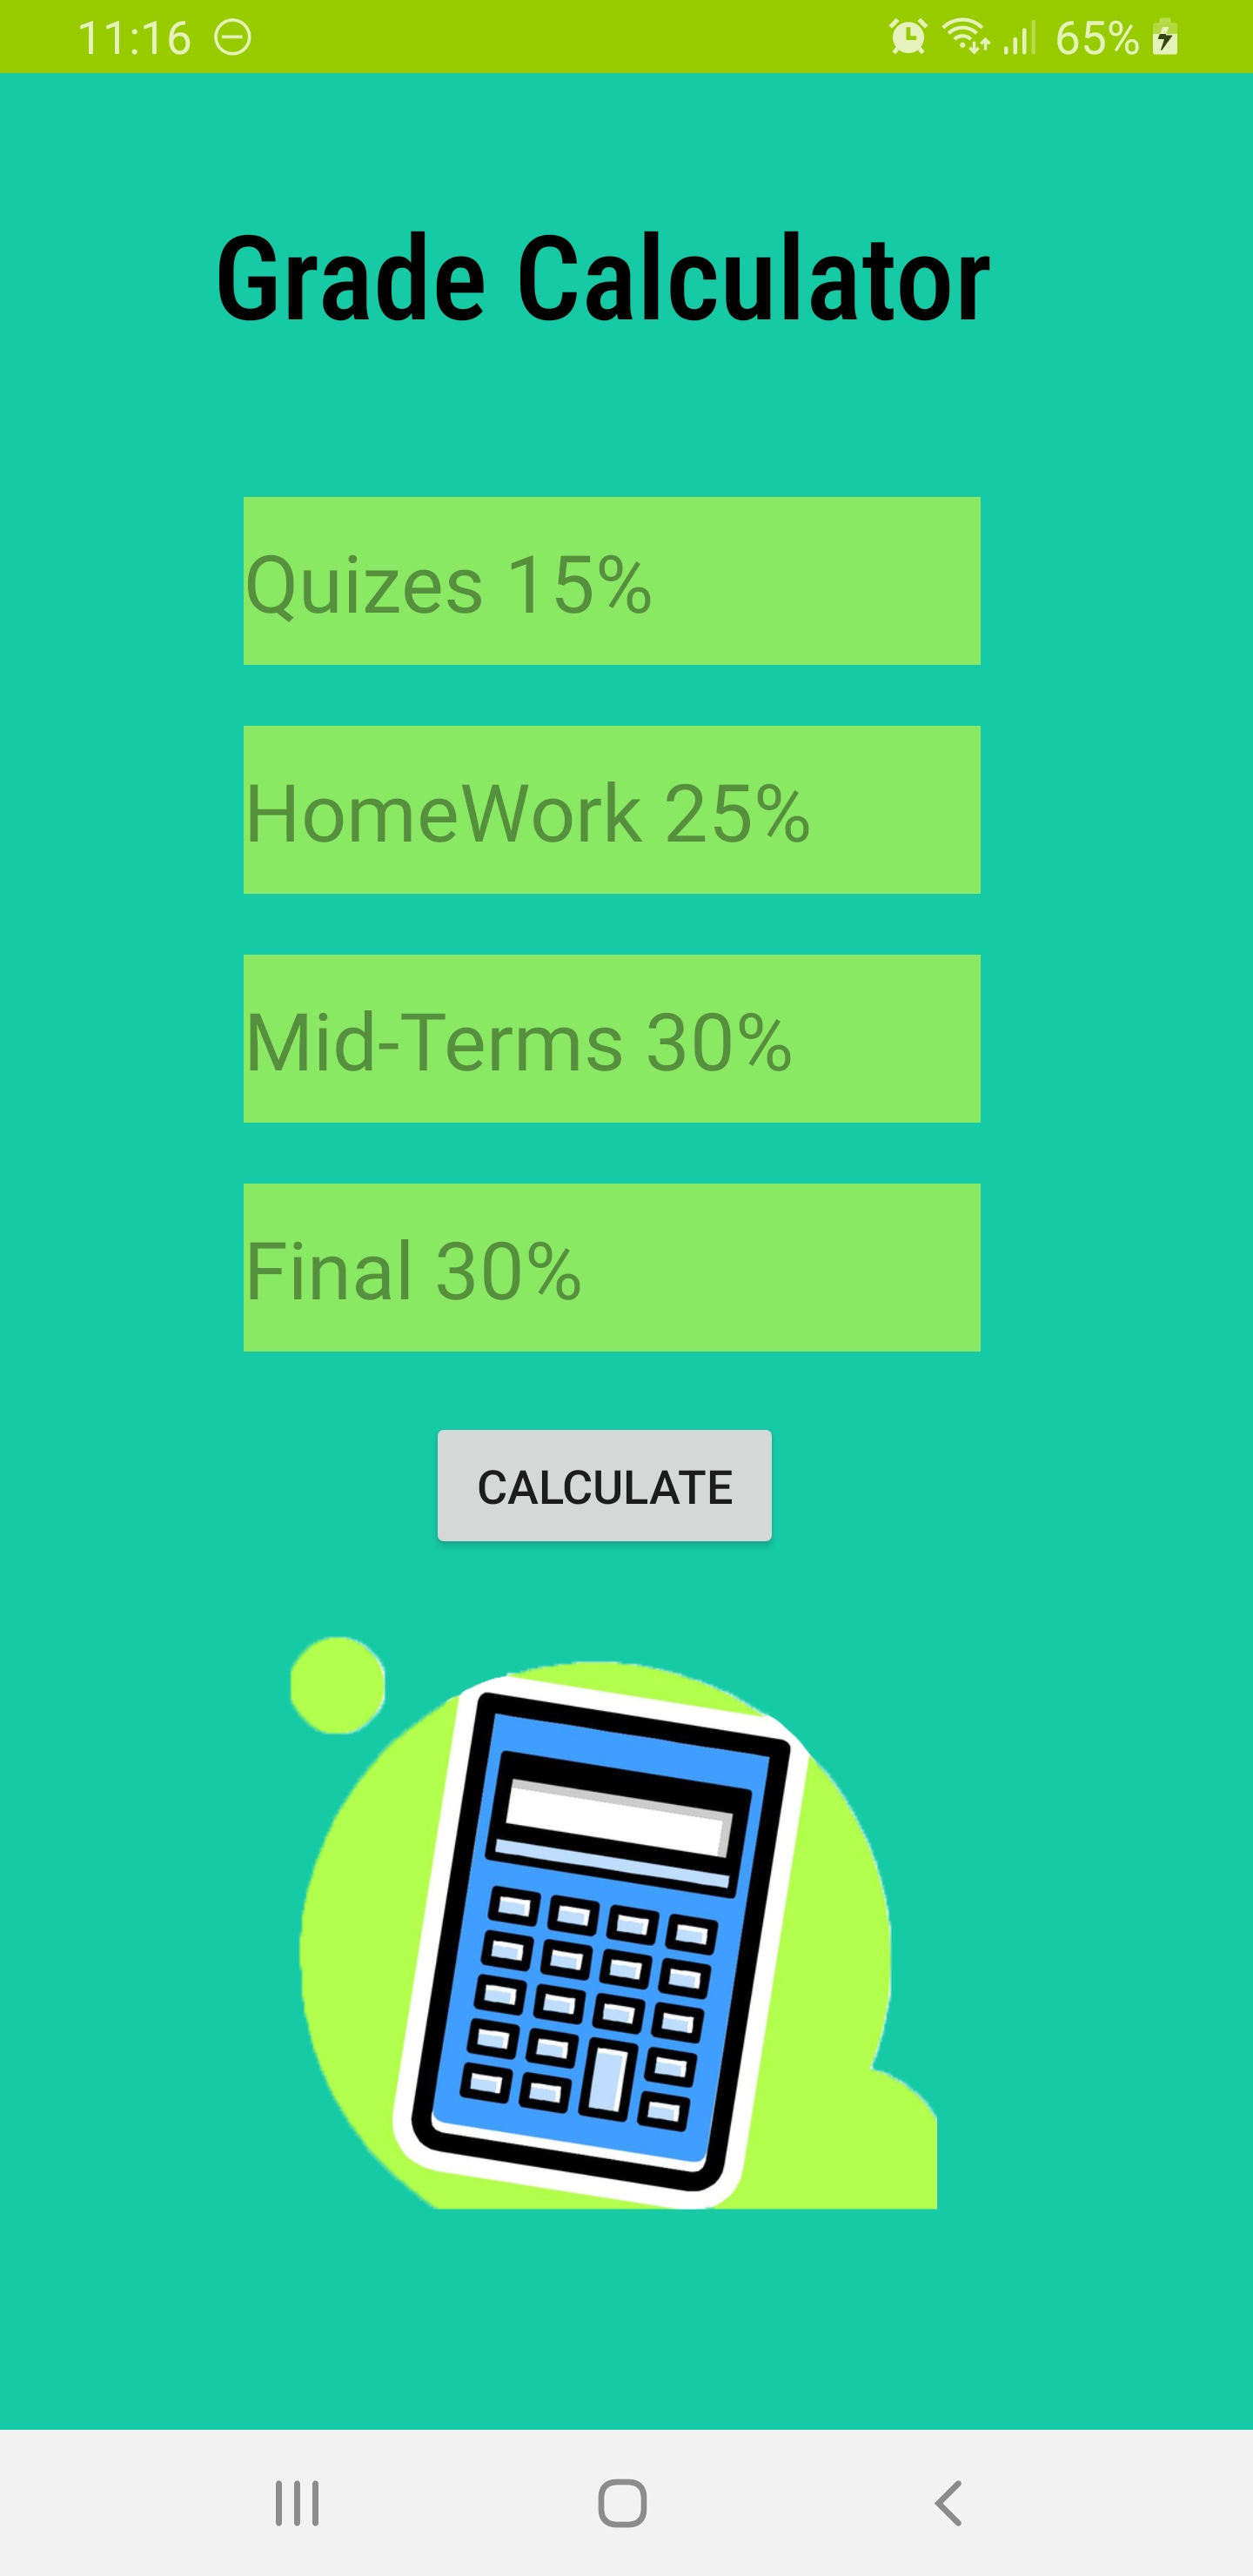 11:16 65%
Grade Calculator
Quizes 15%
HomeWork 25%
Mid-Terms 30%
Final 30%
CALCULATE